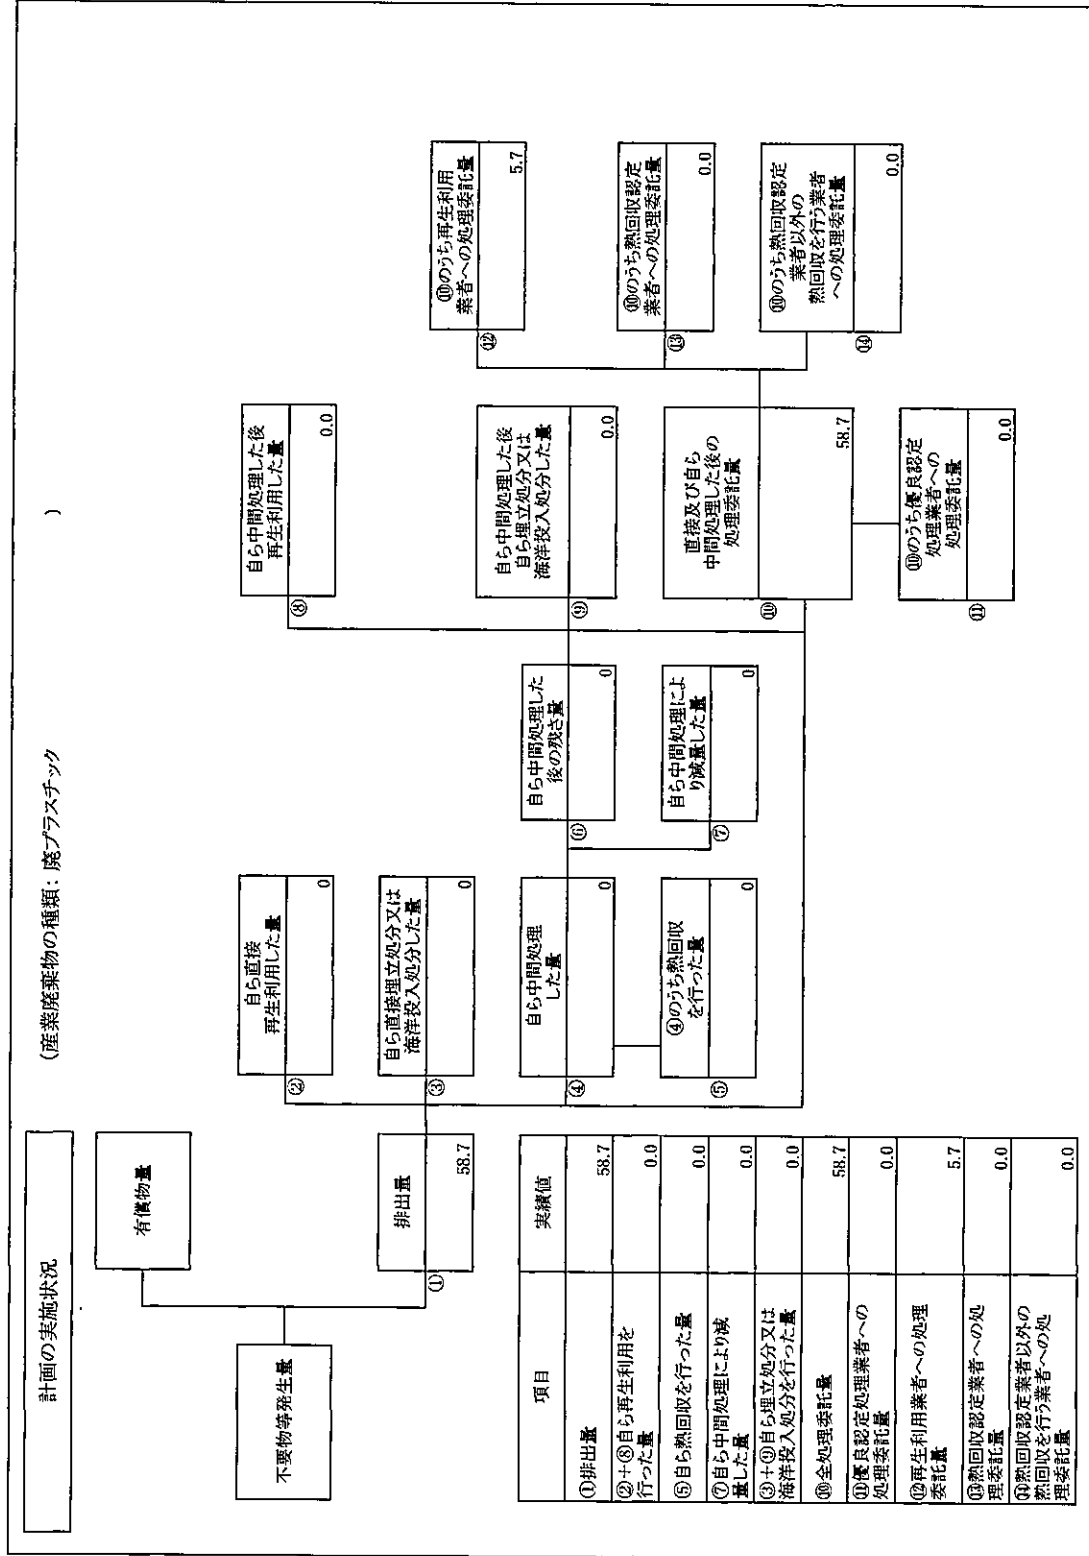 計画の実施状況
(産業廃棄物の種類：廃プラスチック
)
不要物等発生量
有償物量
排出量
①
58.7
自ら直接
再生利用した量
②
0
自ら直接埋立処分又は
海洋投入処分した量
③
0
自ら中間処理
した量
④
0
④のうち熱回収
を行った量
⑤
0
自ら中間処理した
後の残さ量
⑥
0
自ら中間処理によ
り減量した量
⑦
0
自ら中間処理した後
再生利用した量
⑧
0.0
自ら中間処理した後
自ら埋立処分又は
海洋投入処分した量
⑨
0.0
直接及び自ら
中間処理した後の
処理委託量
⑩
58.7
⑩のうち優良認定
処理業者への
処理委託量
⑪
0.0
⑩のうち再生利用
業者への処理委託量
⑫
5.7
⑩のうち熱回収認定
業者への処理委託量
⑬
0.0
⑩のうち熱回収認定
業者以外の
熱回収を行う業者
への処理委託量
⑭
0.0
項目
実績値
①排出量
58.7
②+⑧自ら再生利用を
行った量
0.0
⑤自ら熱回収を行った量
0.0
⑦自ら中間処理により減
量した量
0.0
③+⑨自ら埋立処分又は
海洋投入処分を行った量
0.0
⑩全処理委託量
58.7
⑪優良認定処理業者への
処理委託量
0.0
⑫再生利用業者への処理
委託量
5.7
⑬熱回収認定業者への処
理委託量
0.0
⑭熱回収認定業者以外の
熱回収を行う業者への処
理委託量
0.0